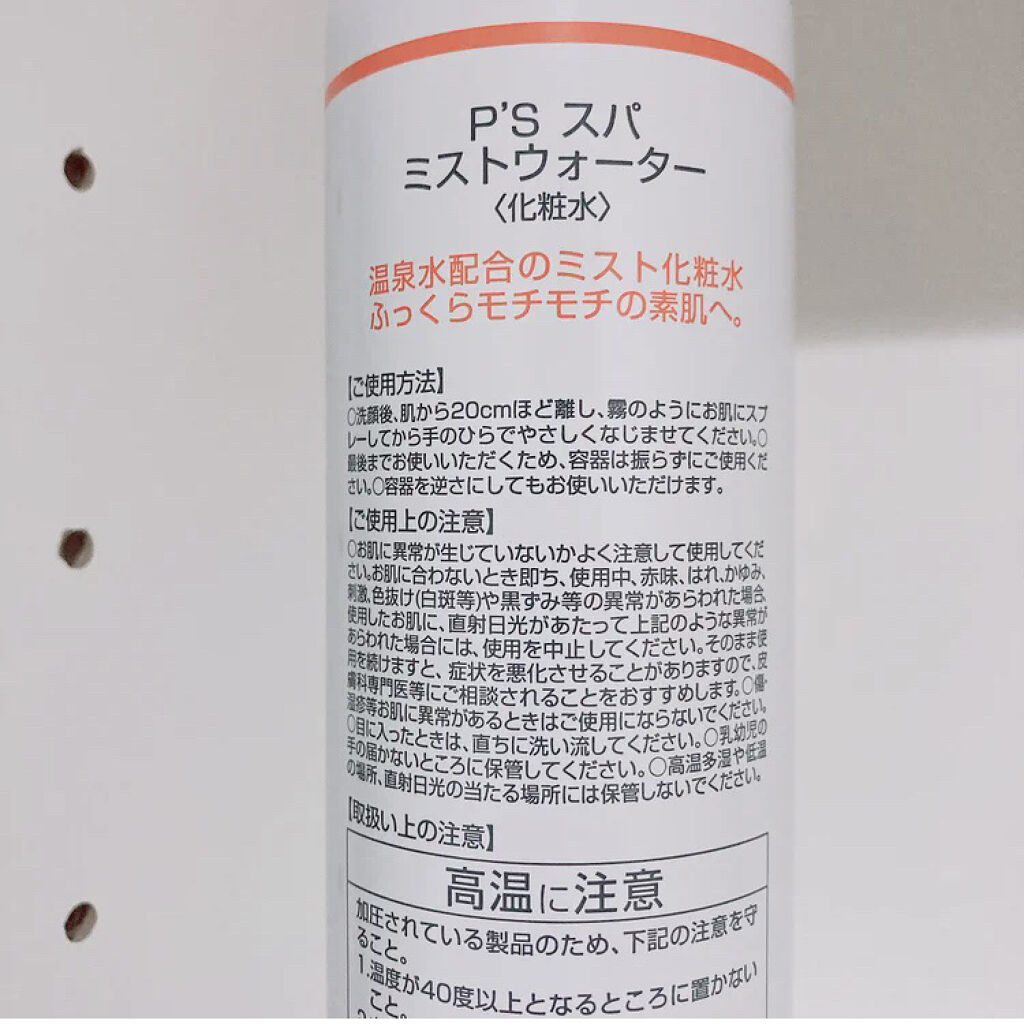 P'S スパ
ミストウォーター
〈化粧水〉
温泉水配合のミスト化粧水
ふっくらモチモチの素肌へ。
【ご使用方法】
○洗顔後、肌から20cmほど離し、霧のようにお肌にスプ
レーしてから手のひらでやさしくなじませてください。○
最後までお使いいただくため、容器は振らずにご使用くだ
さい。○容器を逆さにしてもお使いいただけます。
【ご使用上の注意】
○お肌に異常が生じていないかよく注意して使用してくだ
さい。お肌に合わないとき即ち、使用中、赤味、はれ、かゆみ、
刺激、色抜け(白斑等)や黒ずみ等の異常があらわれた場合、
使用したお肌に、直射日光があたって上記のような異常が
あらわれた場合には、使用を中止してください。そのまま使
用を続けますと、症状を悪化させることがありますので、皮
膚科専門医等にご相談されることをおすすめします。○傷・
湿疹等お肌に異常があるときはご使用にならないでください。
○目に入ったときは、直ちに洗い流してください。○乳幼児の
手の届かないところに保管してください。○高温多湿や低温
の場所、直射日光の当たる場所には保管しないでください。
【取扱い上の注意】
高温に注意
加圧されている製品のため、下記の注意を守
ること。
1.温度が40度以上となるところに置かない
こと。